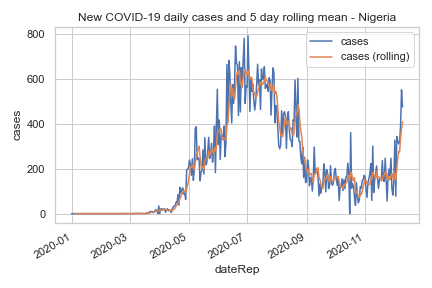 New COVID-19 daily cases and 5 day rolling mean - Nigeria
cases
cases (rolling)
800
600
400
200
0
cases
2020-01
2020-03
2020-05
2020-07
2020-09
2020-11
dateRep